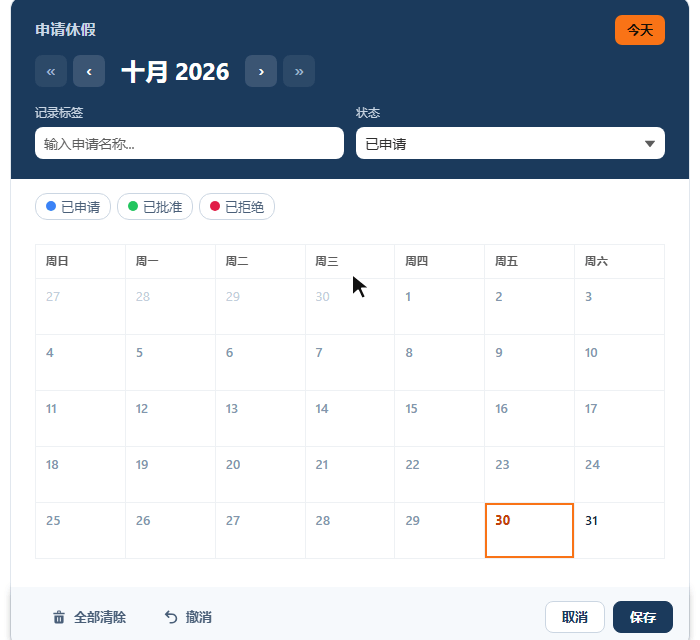 申请休假
今天
« ‹ 十月 2026 › »
记录标签 状态
输入申请名称... 已申请
已申请 已批准 已拒绝
周日 周一 周二 周三 周四 周五 周六
27 28 29 30 1 2 3
4 5 6 7 8 9 10
11 12 13 14 15 16 17
18 19 20 21 22 23 24
25 26 27 28 29 30 31
全部清除 撤消 取消 保存